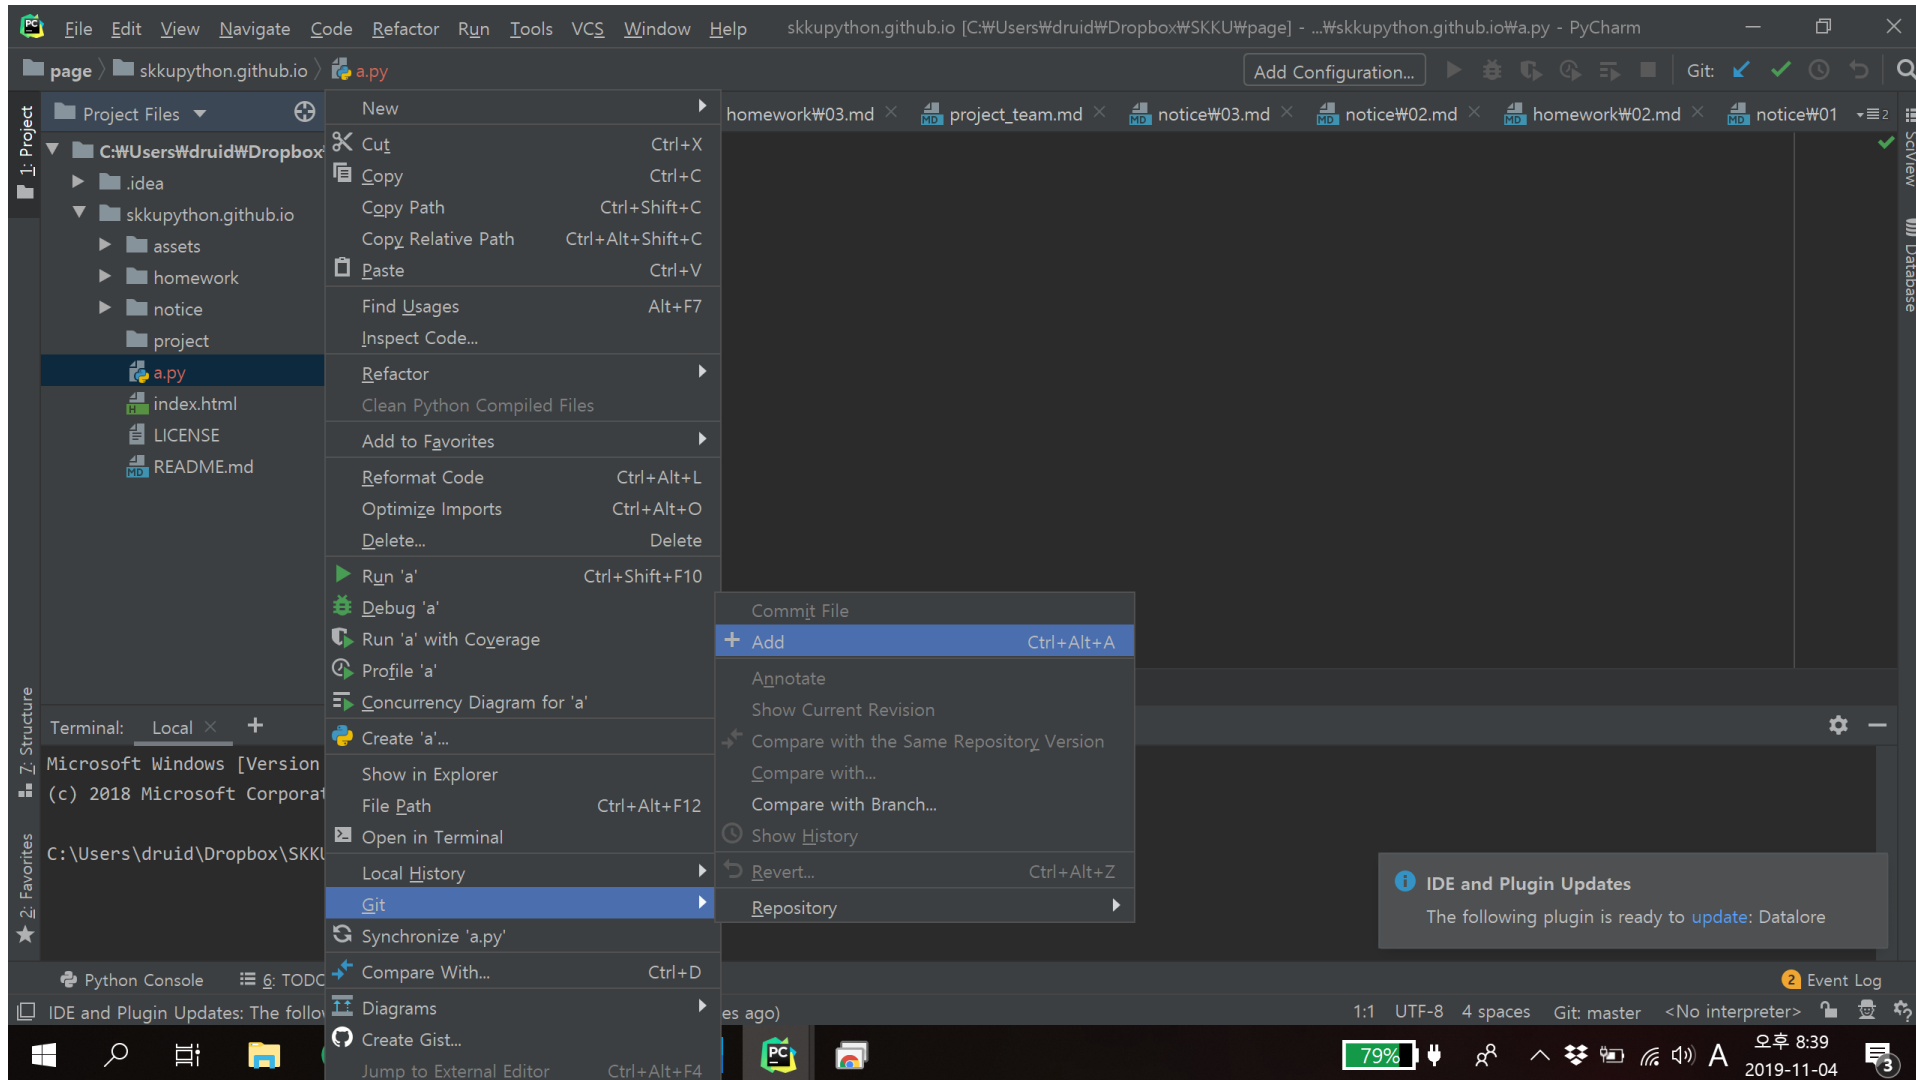 File Edit View Navigate Code Refactor Run Tools VCS Window Help skkupython.github.io [C:₩Users₩druid₩Dropbox₩SKKU₩page] - ...₩skkupython.github.io₩a.py - PyCharm
page skkupython.github.io a.py Add Configuration... Git:
Project Files
homework₩03.md project_team.md notice₩03.md notice₩02.md homework₩02.md notice₩01 2
1: Project
C:₩Users₩druid₩Dropbox
.idea
skkupython.github.io
assets
homework
notice
project
a.py
index.html
LICENSE
README.md
New
Cut Ctrl+X
Copy Ctrl+C
Copy Path Ctrl+Shift+C
Copy Relative Path Ctrl+Alt+Shift+C
Paste Ctrl+V
Find Usages Alt+F7
Inspect Code...
Refactor
Clean Python Compiled Files
Add to Favorites
Reformat Code Ctrl+Alt+L
Optimize Imports Ctrl+Alt+O
Delete... Delete
Run 'a' Ctrl+Shift+F10
Debug 'a'
Run 'a' with Coverage
Profile 'a'
Concurrency Diagram for 'a'
Create 'a'...
Show in Explorer
File Path Ctrl+Alt+F12
Open in Terminal
Local History
Git
Synchronize 'a.py'
Compare With... Ctrl+D
Diagrams
Create Gist...
Jump to External Editor Ctrl+Alt+F4
Commit File
Add Ctrl+Alt+A
Annotate
Show Current Revision
Compare with the Same Repository Version
Compare with...
Compare with Branch...
Show History
Revert... Ctrl+Alt+Z
Repository
SciView
Database
7: Structure
2: Favorites
Terminal: Local
Microsoft Windows [Version
(c) 2018 Microsoft Corporat
C:\Users\druid\Dropbox\SKKU
IDE and Plugin Updates
The following plugin is ready to update: Datalore
Python Console 6: TODO 2 Event Log
IDE and Plugin Updates: The follo es ago) 1:1 UTF-8 4 spaces Git: master <No interpreter>
PC 79% A 오후 8:39
2019-11-04 3